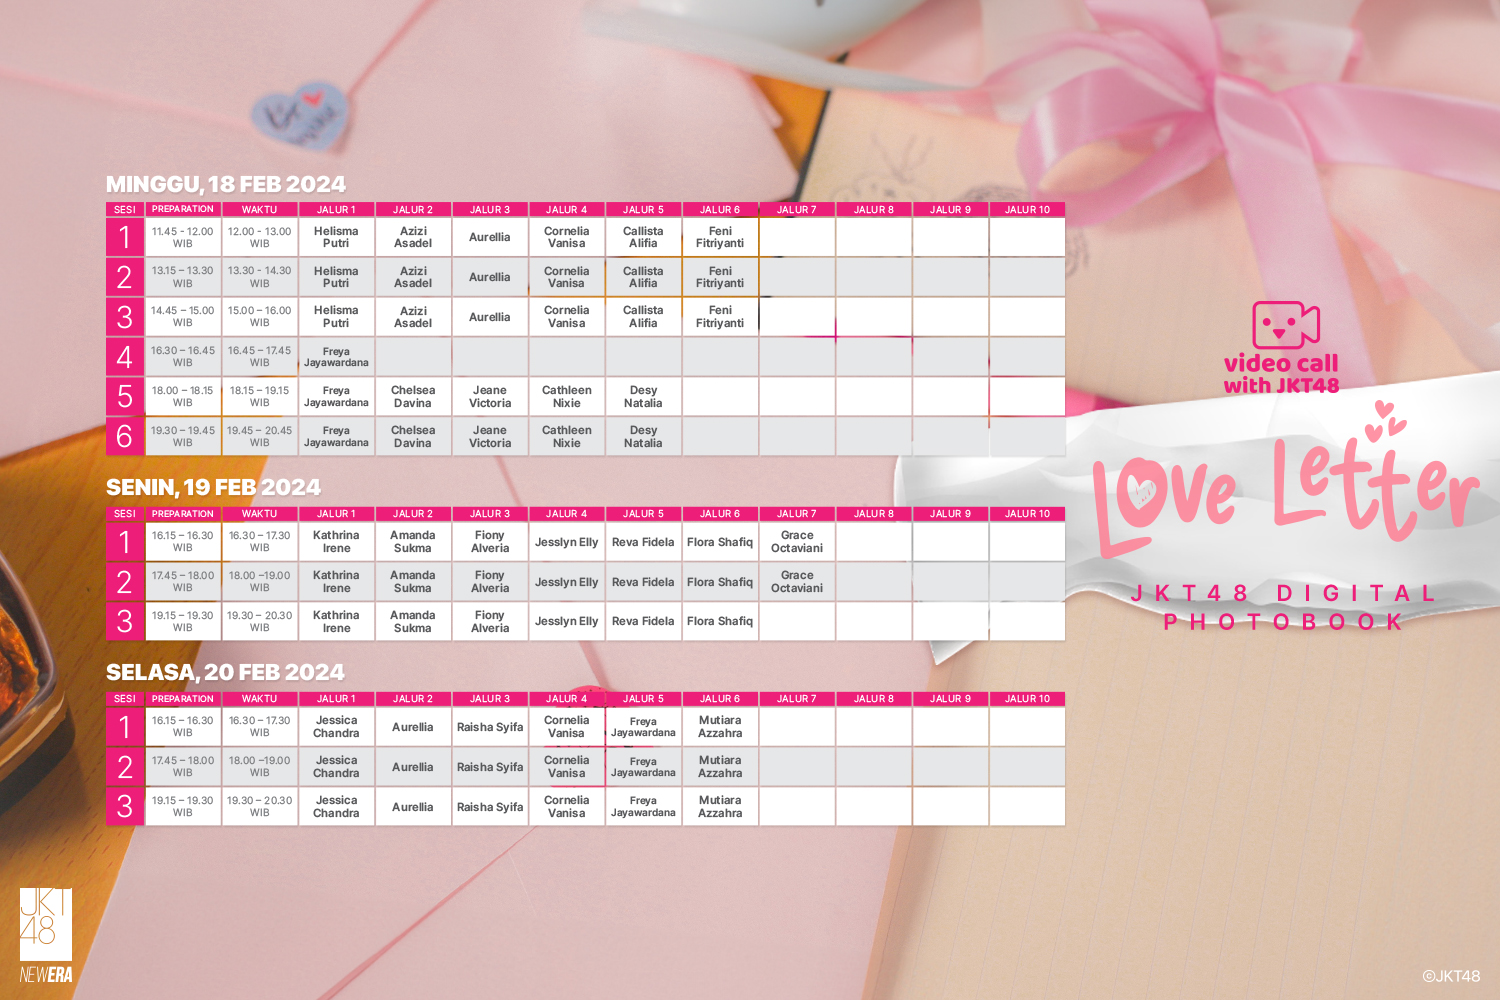 MINGGU, 18 FEB 2024
SESI PREPARATION WAKTU JALUR 1 JALUR 2 JALUR 3 JALUR 4 JALUR 5 JALUR 6 JALUR 7 JALUR 8 JALUR 9 JALUR 10
1 11.45 - 12.00 WIB 12.00 - 13.00 WIB Helisma Putri Azizi Asadel Aurellia Cornelia Vanisa Callista Alifia Feni Fitriyanti
2 13.15 – 13.30 WIB 13.30 - 14.30 WIB Helisma Putri Azizi Asadel Aurellia Cornelia Vanisa Callista Alifia Feni Fitriyanti
3 14.45 – 15.00 WIB 15.00 – 16.00 WIB Helisma Putri Azizi Asadel Aurellia Cornelia Vanisa Callista Alifia Feni Fitriyanti
4 16.30 – 16.45 WIB 16.45 – 17.45 WIB Freya Jayawardana
5 18.00 – 18.15 WIB 18.15 – 19.15 WIB Freya Jayawardana Chelsea Davina Jeane Victoria Cathleen Nixie Desy Natalia
6 19.30 – 19.45 WIB 19.45 – 20.45 WIB Freya Jayawardana Chelsea Davina Jeane Victoria Cathleen Nixie Desy Natalia
SENIN, 19 FEB 2024
SESI PREPARATION WAKTU JALUR 1 JALUR 2 JALUR 3 JALUR 4 JALUR 5 JALUR 6 JALUR 7 JALUR 8 JALUR 9 JALUR 10
1 16.15 – 16.30 WIB 16.30 – 17.30 WIB Kathrina Irene Amanda Sukma Fiony Alveria Jesslyn Elly Reva Fidela Flora Shafiq Grace Octaviani
2 17.45 – 18.00 WIB 18.00 –19.00 WIB Kathrina Irene Amanda Sukma Fiony Alveria Jesslyn Elly Reva Fidela Flora Shafiq Grace Octaviani
3 19.15 – 19.30 WIB 19.30 – 20.30 WIB Kathrina Irene Amanda Sukma Fiony Alveria Jesslyn Elly Reva Fidela Flora Shafiq
SELASA, 20 FEB 2024
SESI PREPARATION WAKTU JALUR 1 JALUR 2 JALUR 3 JALUR 4 JALUR 5 JALUR 6 JALUR 7 JALUR 8 JALUR 9 JALUR 10
1 16.15 – 16.30 WIB 16.30 – 17.30 WIB Jessica Chandra Aurellia Raisha Syifa Cornelia Vanisa Freya Jayawardana Mutiara Azzahra
2 17.45 – 18.00 WIB 18.00 –19.00 WIB Jessica Chandra Aurellia Raisha Syifa Cornelia Vanisa Freya Jayawardana Mutiara Azzahra
3 19.15 – 19.30 WIB 19.30 – 20.30 WIB Jessica Chandra Aurellia Raisha Syifa Cornelia Vanisa Freya Jayawardana Mutiara Azzahra
video call
with JKT48
Love Letter
JKT48 DIGITAL
PHOTOBOOK
JKT
48
NEWERA
©JKT48